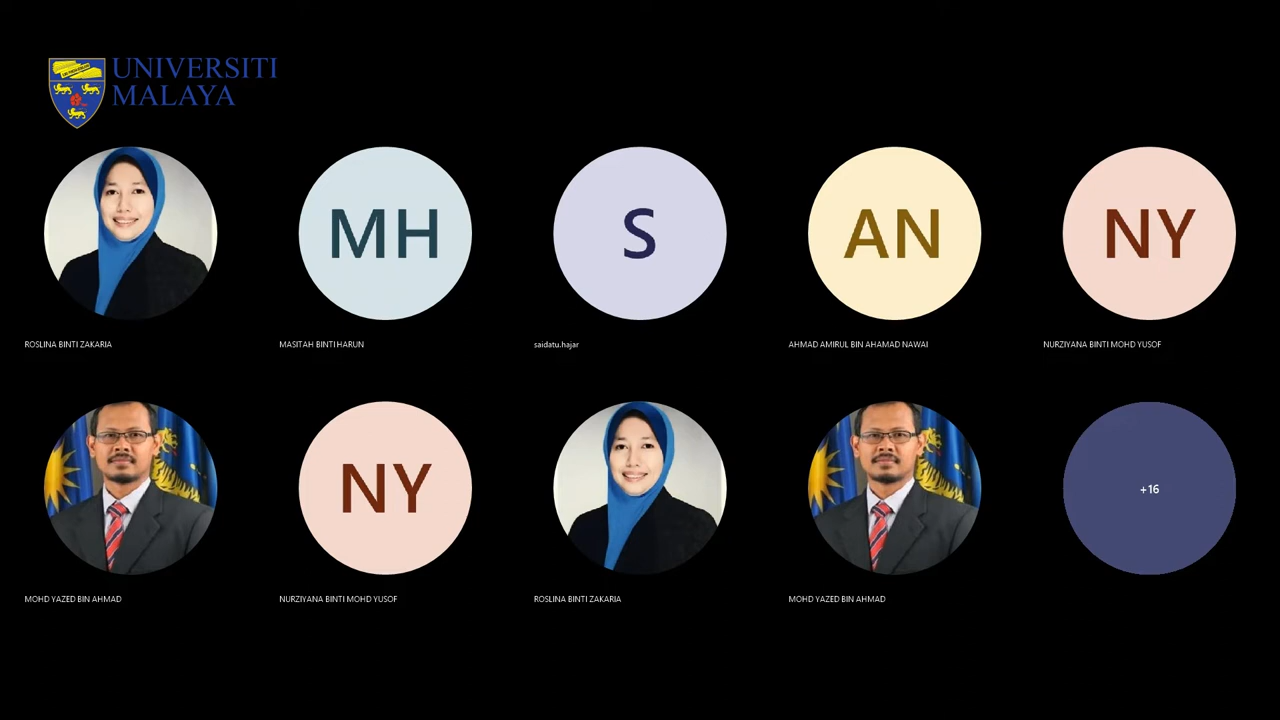 UNIVERSITI
MALAYA
MH
S
AN
NY
ROSLINA BINTI ZAKARIA
MASITAH BINTI HARUN
saidatu.hajar
AHMAD AMIRUL BIN AHAMAD NAWAI
NURZIYANA BINTI MOHD YUSOF
NY
+16
MOHD YAZED BIN AHMAD
NURZIYANA BINTI MOHD YUSOF
ROSLINA BINTI ZAKARIA
MOHD YAZED BIN AHMAD